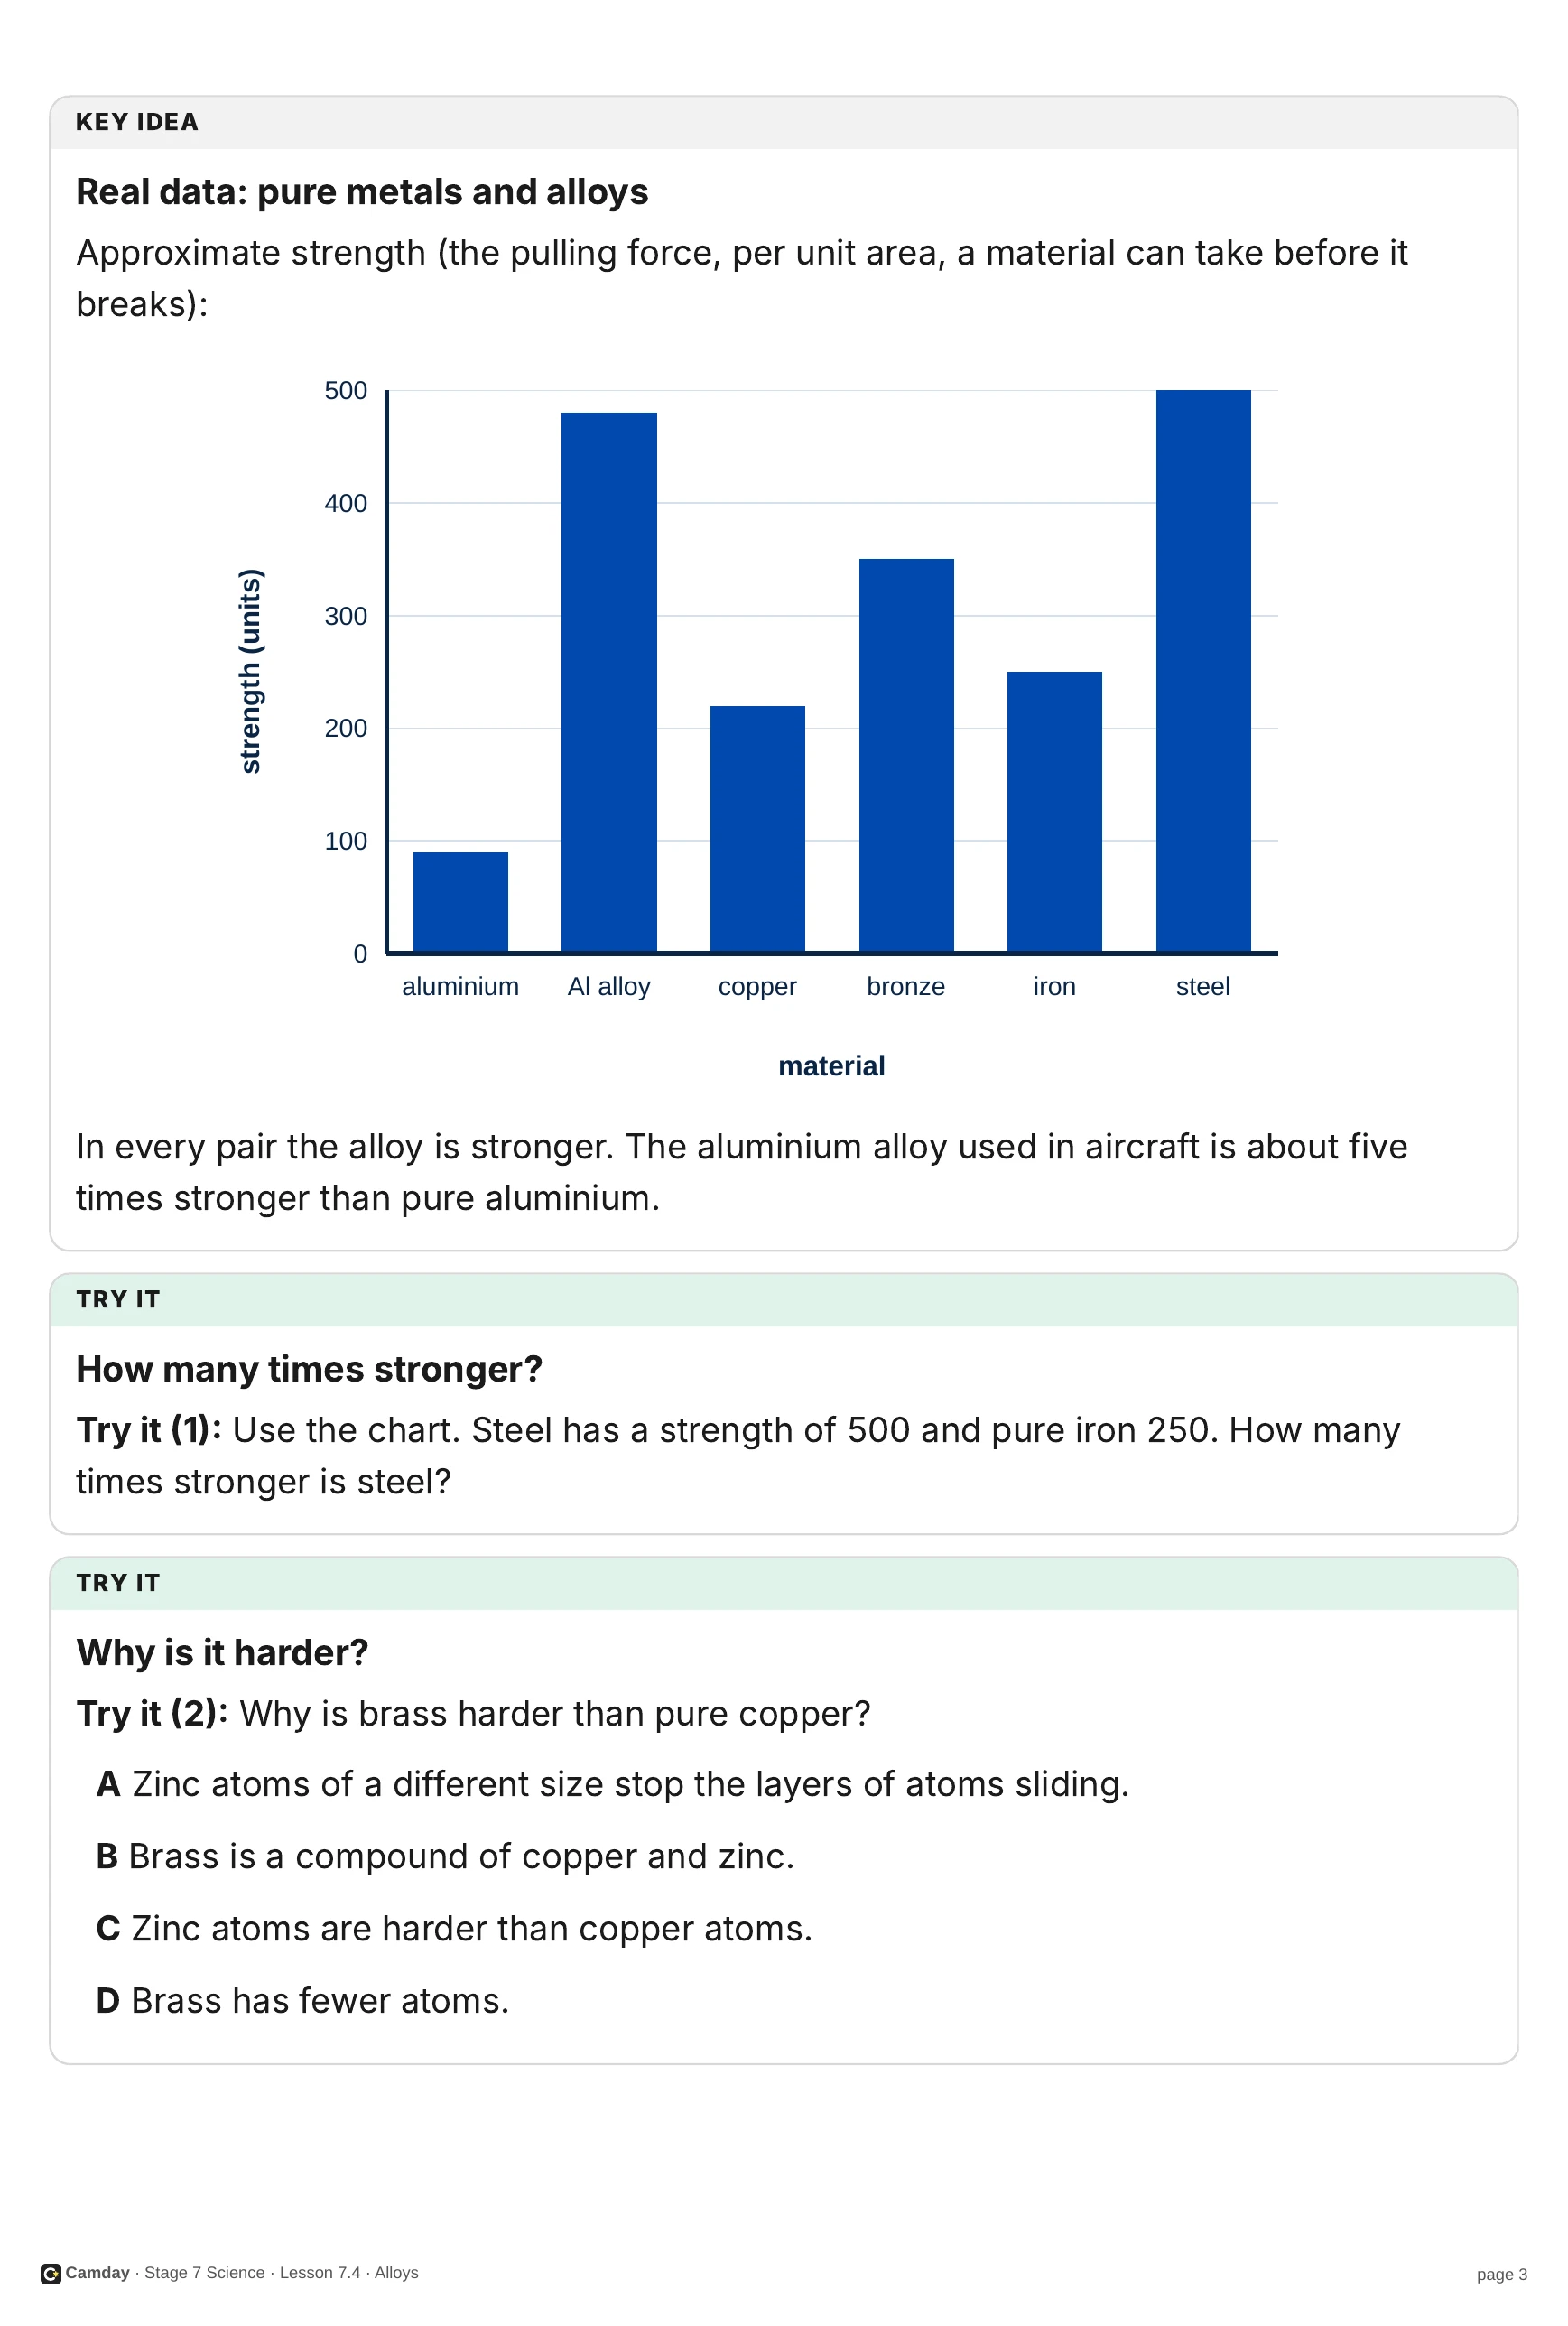 KEY IDEA
Real data: pure metals and alloys
Approximate strength (the pulling force, per unit area, a material can take before it
breaks):
500
400
300
200
100
0
strength (units)
aluminium Al alloy copper bronze iron steel
material
In every pair the alloy is stronger. The aluminium alloy used in aircraft is about five
times stronger than pure aluminium.
TRY IT
How many times stronger?
Try it (1): Use the chart. Steel has a strength of 500 and pure iron 250. How many
times stronger is steel?
TRY IT
Why is it harder?
Try it (2): Why is brass harder than pure copper?
A Zinc atoms of a different size stop the layers of atoms sliding.
B Brass is a compound of copper and zinc.
C Zinc atoms are harder than copper atoms.
D Brass has fewer atoms.
Camday · Stage 7 Science · Lesson 7.4 · Alloys
page 3